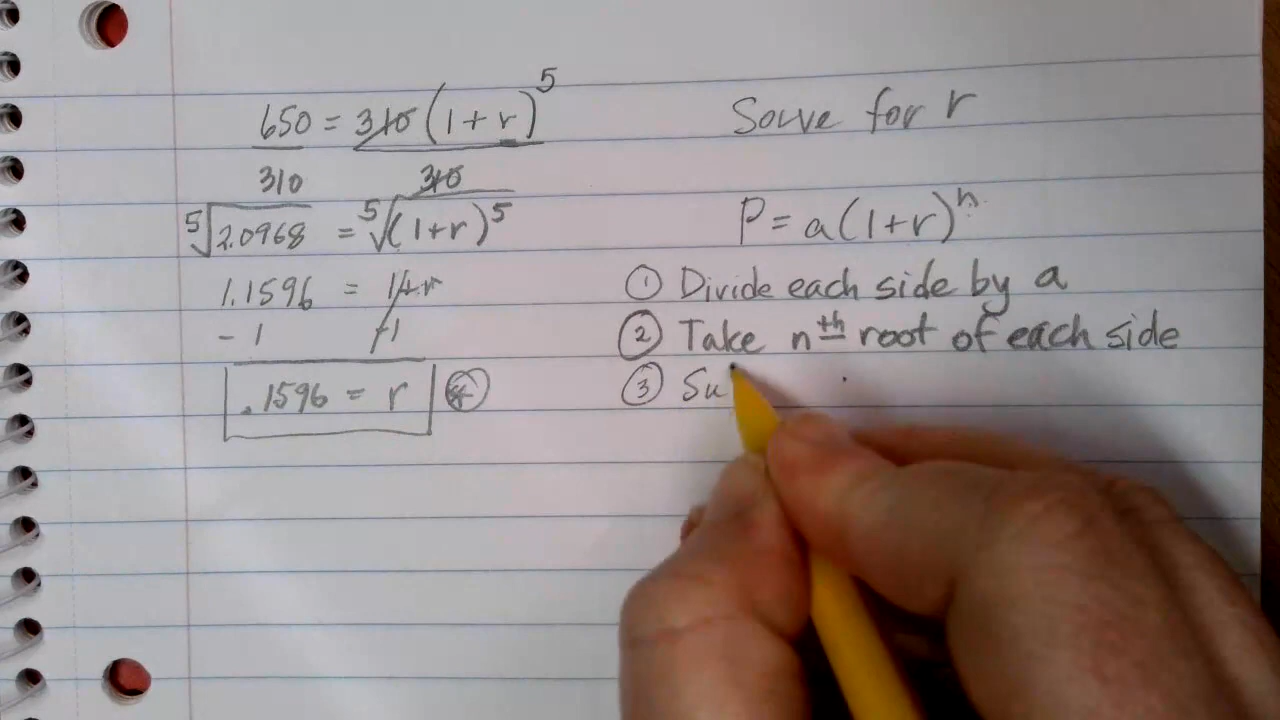 650 = 310(1+r)^5
310 310
5√2.0968 = 5√(1+r)^5
1.1596 = 1+r
-1 -1
.1596 = r
Solve for r
P = a(1+r)^n
① Divide each side by a
② Take nth root of each side
③ Su